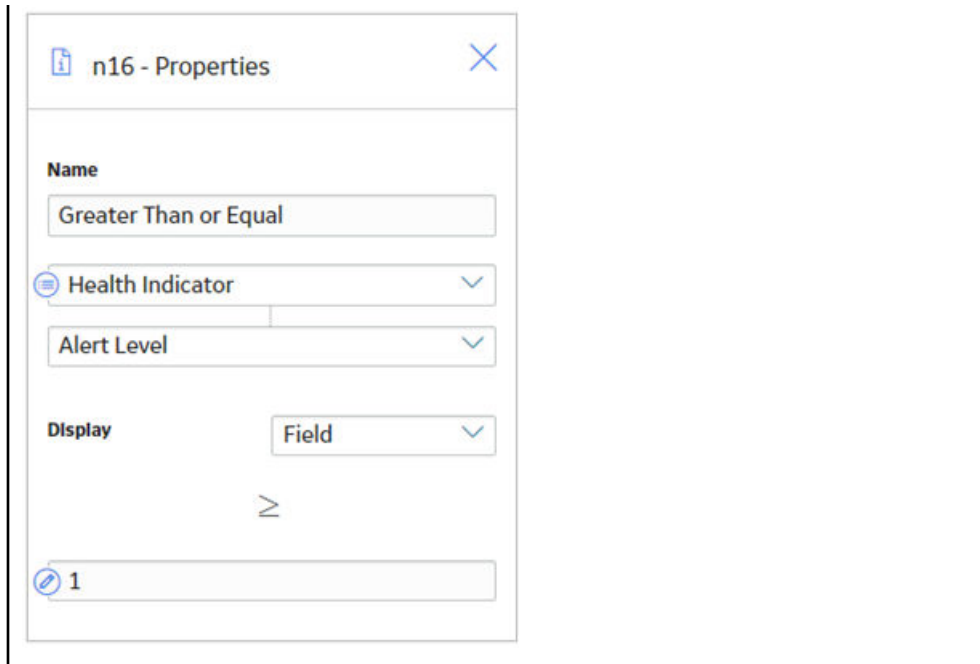 n16 - Properties
Name
Greater Than or Equal
Health Indicator
Alert Level
Display
Field
≥
1